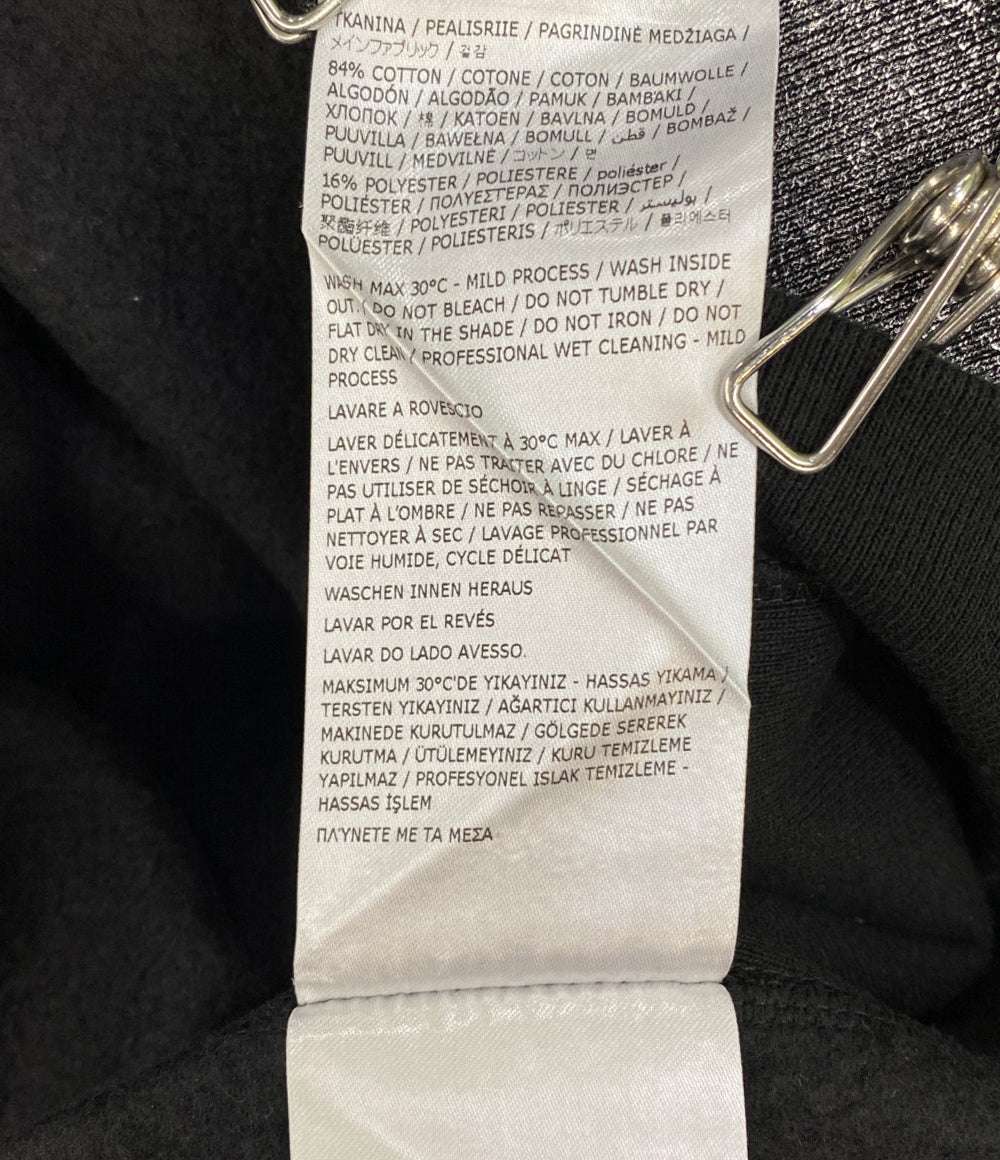 TKANINA / PEALISRIIE / PAGRINDINĖ MEDŽIAGA /
メインファブリック / 겉감
84% COTTON / COTONE / COTON / BAUMWOLLE /
ALGODÓN / ALGODÃO / PAMUK / ΒΑΜΒΑΚΙ /
ХЛОПОК / 棉 / KATOEN / BAVLNA / BOMULD /
PUUVILLA / BAWEŁNA / BOMULL / قطن / BOMBAŽ /
PUUVILL / MEDVILNĖ / コットン / 면
16% POLYESTER / POLIESTERE / poliéster /
POLIÉSTER / ΠΟΛΥΕΣΤΕΡΑΣ / ПОЛИЭСТЕР /
聚酯纤维 / POLYESTERI / POLIESTER / بوليستر /
POLÜESTER / POLIESTERIS / ポリエステル / 폴리에스터
WASH MAX 30°C - MILD PROCESS / WASH INSIDE
OUT / DO NOT BLEACH / DO NOT TUMBLE DRY /
FLAT DRY IN THE SHADE / DO NOT IRON / DO NOT
DRY CLEAN / PROFESSIONAL WET CLEANING - MILD
PROCESS
LAVARE A ROVESCIO
LAVER DÉLICATEMENT À 30°C MAX / LAVER À
L'ENVERS / NE PAS TRAITER AVEC DU CHLORE / NE
PAS UTILISER DE SÉCHOIR À LINGE / SÉCHAGE À
PLAT À L'OMBRE / NE PAS REPASSER / NE PAS
NETTOYER À SEC / LAVAGE PROFESSIONNEL PAR
VOIE HUMIDE, CYCLE DÉLICAT
WASCHEN INNEN HERAUS
LAVAR POR EL REVÉS
LAVAR DO LADO AVESSO.
MAKSIMUM 30°C'DE YIKAYINIZ - HASSAS YIKAMA /
TERSTEN YIKAYINIZ / AĞARTICI KULLANMAYINIZ /
MAKINEDE KURUTULMAZ / GÖLGEDE SEREREK
KURUTMA / ÜTÜLEMEYINIZ / KURU TEMIZLEME
YAPILMAZ / PROFESYONEL ISLAK TEMIZLEME -
HASSAS İŞLEM
ΠΛΎΝΕΤΕ ΜΕ ΤΑ ΜΕΣΑ